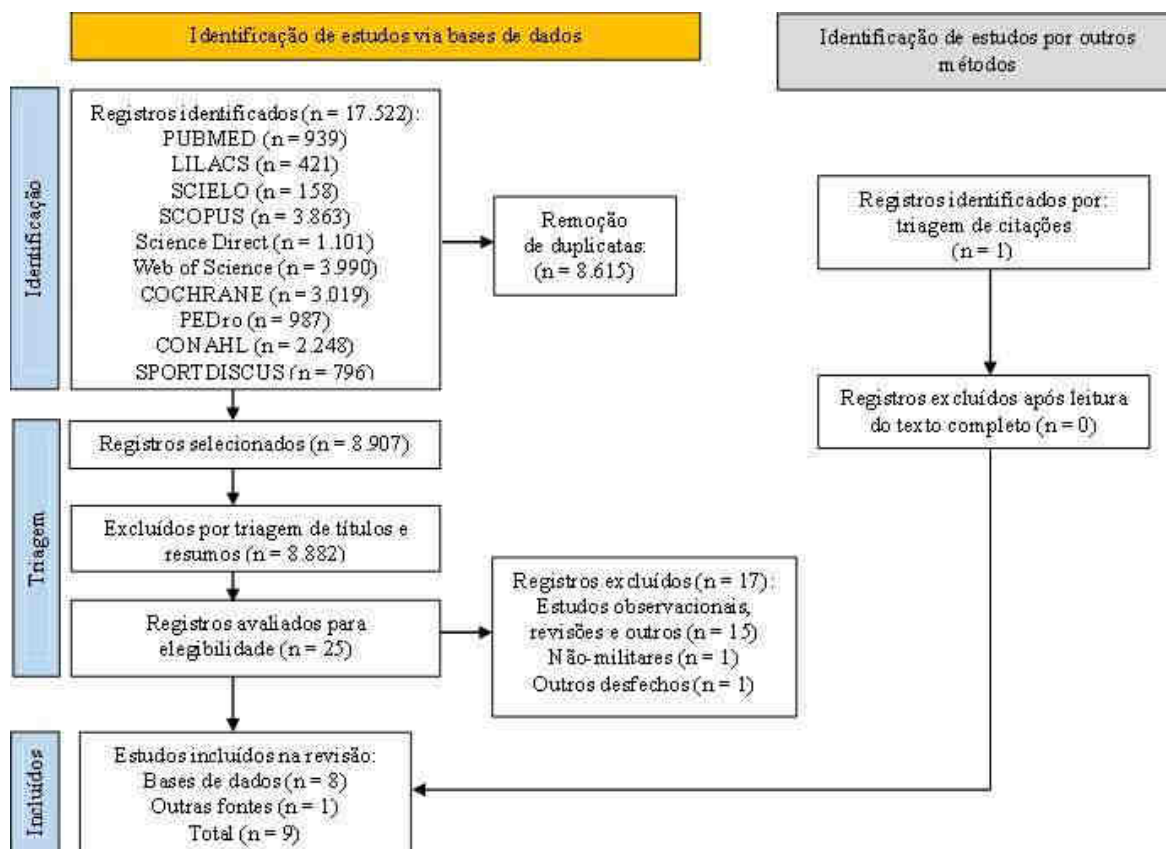 Identificação de estudos via bases de dados
Identificação de estudos por outros
métodos
Identificação
Registros identificados (n = 17.522):
PUBMED (n = 939)
LILACS (n = 421)
SCIELO (n = 158)
SCOPUS (n = 3.863)
Science Direct (n = 1.101)
Web of Science (n = 3.990)
COCHRANE (n = 3.019)
PEDro (n = 987)
CONAHL (n = 2.248)
SPORTDISCUS (n = 796)
Remoção
de duplicatas:
(n = 8.615)
Registros identificados por:
triagem de citações
(n = 1)
Registros excluídos após leitura
do texto completo (n = 0)
Triagem
Registros selecionados (n = 8.907)
Excluídos por triagem de títulos e
resumos (n = 8.882)
Registros avaliados para
elegibilidade (n = 25)
Registros excluídos (n = 17):
Estudos observacionais,
revisões e outros (n = 15)
Não-militares (n = 1)
Outros desfechos (n = 1)
Incluídos
Estudos incluídos na revisão:
Bases de dados (n = 8)
Outras fontes (n = 1)
Total (n = 9)